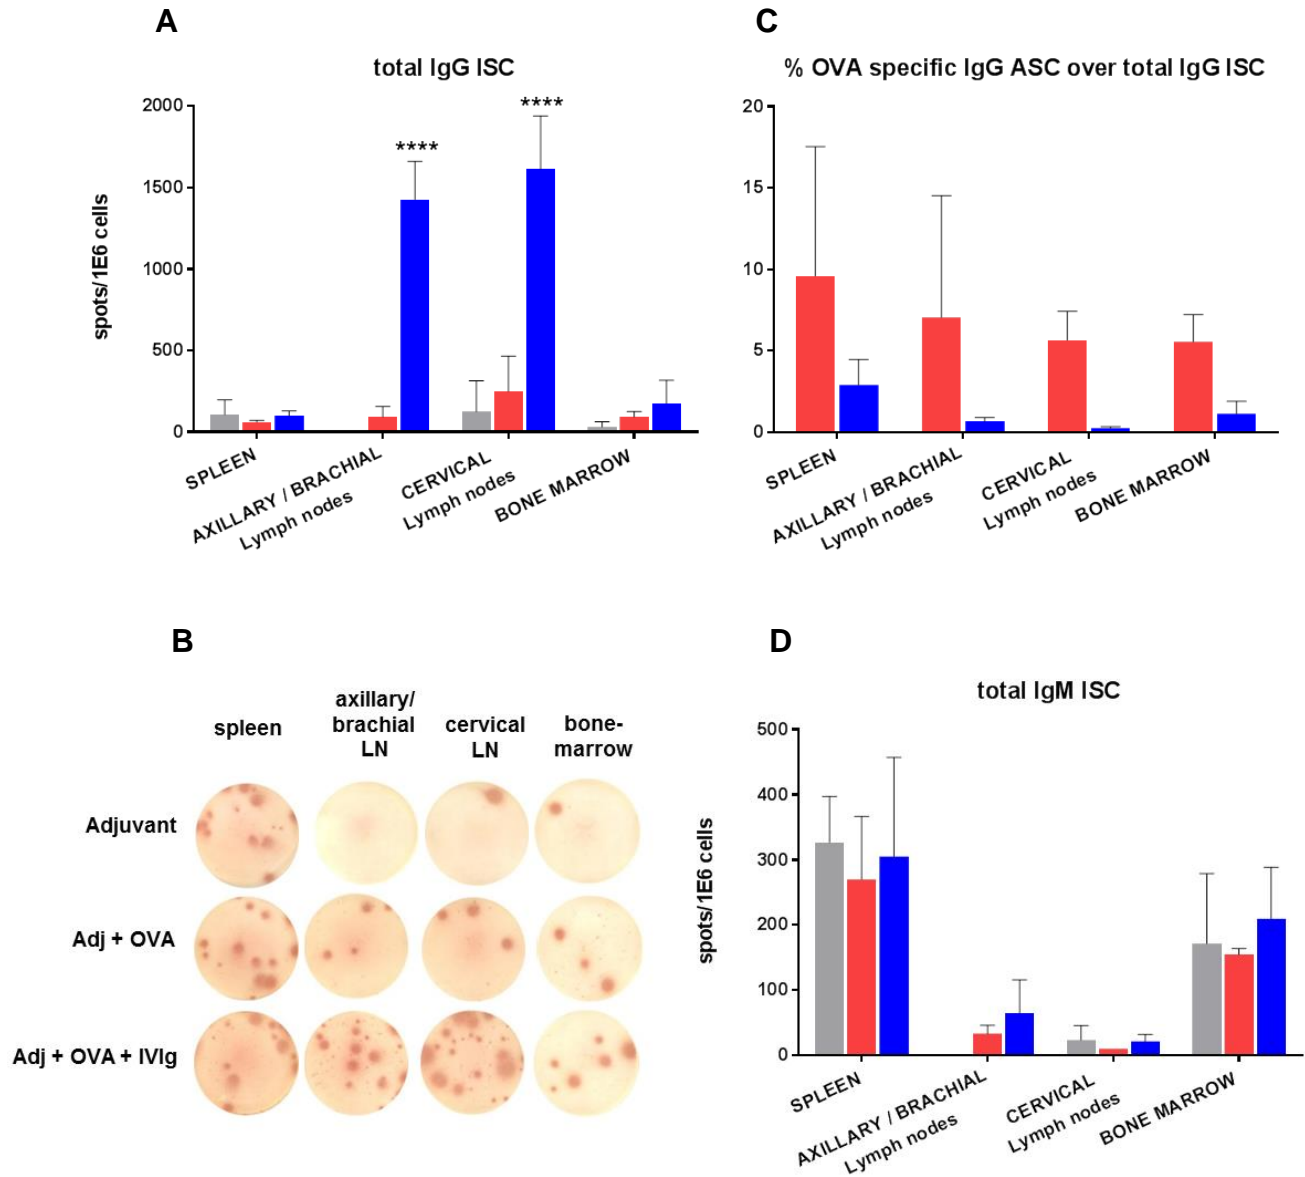 A
total IgG ISC
spots/1E6 cells
2000
1500
1000
500
0
****
****
SPLEEN
AXILLARY / BRACHIAL
Lymph nodes
CERVICAL
Lymph nodes
BONE MARROW
C
% OVA specific IgG ASC over total IgG ISC
20
15
10
5
0
SPLEEN
AXILLARY / BRACHIAL
Lymph nodes
CERVICAL
Lymph nodes
BONE MARROW
B
spleen
axillary/
brachial
LN
cervical
LN
bone-
marrow
Adjuvant
Adj + OVA
Adj + OVA + IVIg
D
total IgM ISC
spots/1E6 cells
500
400
300
200
100
0
SPLEEN
AXILLARY / BRACHIAL
Lymph nodes
CERVICAL
Lymph nodes
BONE MARROW